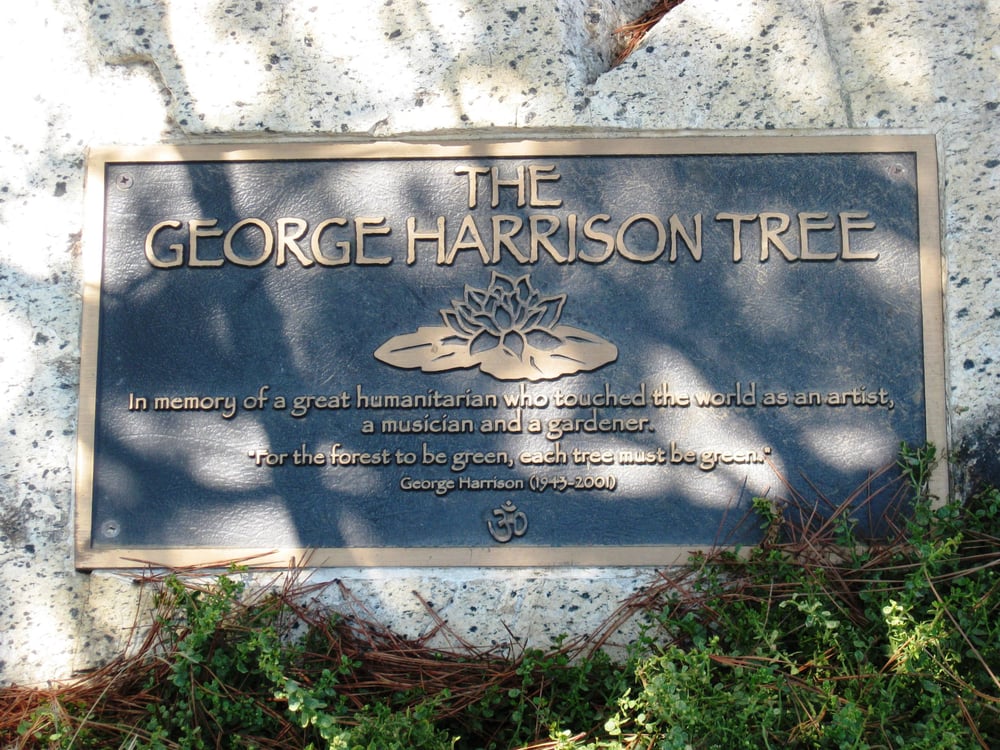 THE
GEORGE HARRISON TREE
In memory of a great humanitarian who touched the world as an artist,
a musician and a gardener.
"For the forest to be green, each tree must be green."
George Harrison (1943-2001)
ॐ